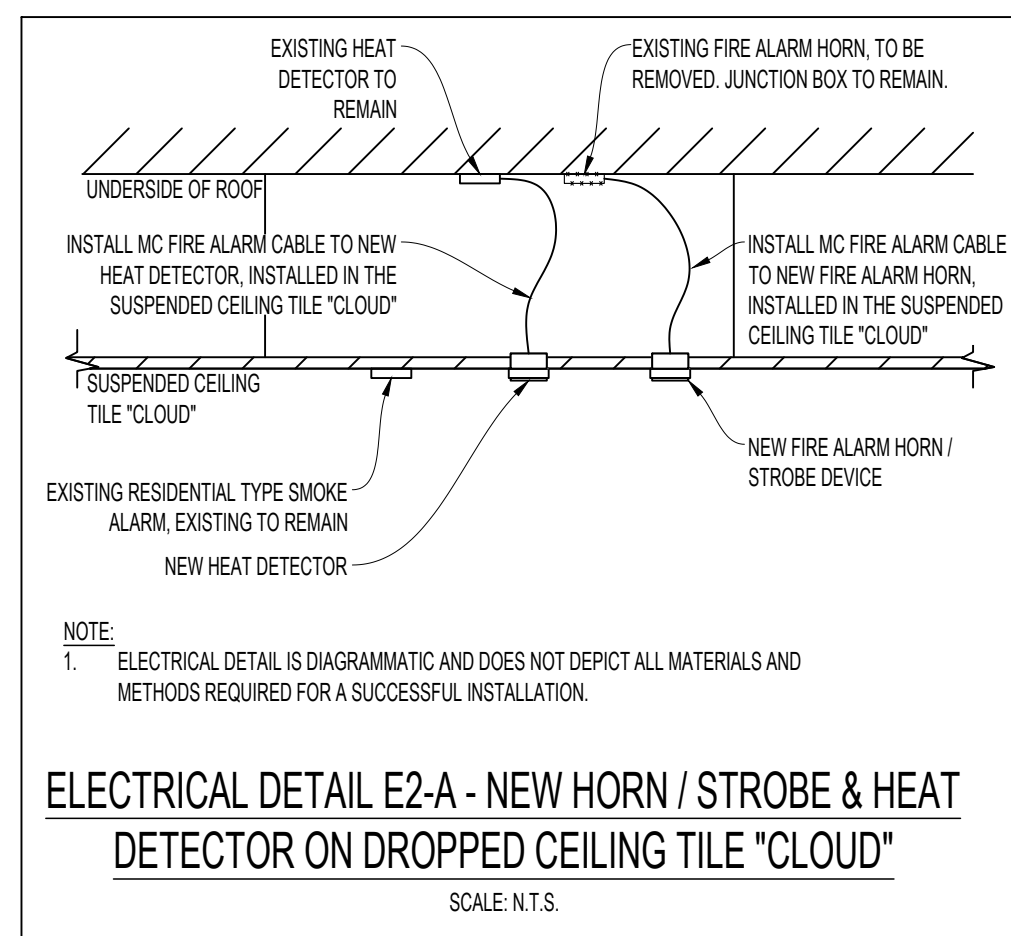 EXISTING HEAT
DETECTOR TO
REMAIN
EXISTING FIRE ALARM HORN, TO BE
REMOVED. JUNCTION BOX TO REMAIN.
UNDERSIDE OF ROOF
INSTALL MC FIRE ALARM CABLE TO NEW
HEAT DETECTOR, INSTALLED IN THE
SUSPENDED CEILING TILE "CLOUD"
INSTALL MC FIRE ALARM CABLE
TO NEW FIRE ALARM HORN,
INSTALLED IN THE SUSPENDED
CEILING TILE "CLOUD"
SUSPENDED CEILING
TILE "CLOUD"
NEW FIRE ALARM HORN /
STROBE DEVICE
EXISTING RESIDENTIAL TYPE SMOKE
ALARM, EXISTING TO REMAIN
NEW HEAT DETECTOR
NOTE:
1. ELECTRICAL DETAIL IS DIAGRAMMATIC AND DOES NOT DEPICT ALL MATERIALS AND
METHODS REQUIRED FOR A SUCCESSFUL INSTALLATION.
ELECTRICAL DETAIL E2-A - NEW HORN / STROBE & HEAT
DETECTOR ON DROPPED CEILING TILE "CLOUD"
SCALE: N.T.S.